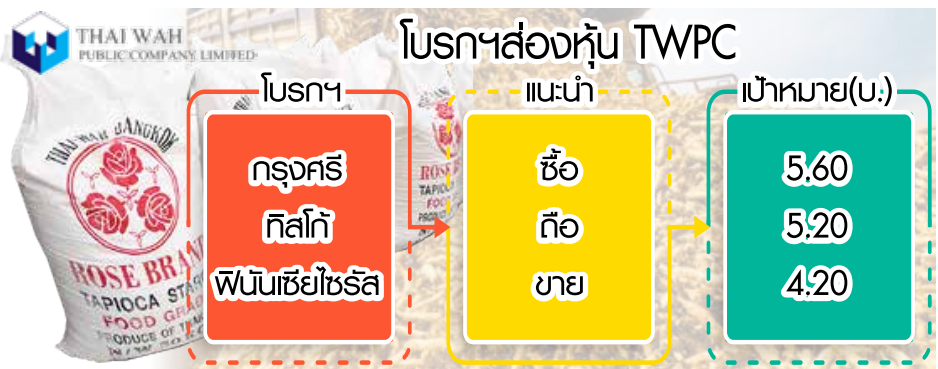 THAI WAH
PUBLIC COMPANY LIMITED
โบรกฯส่องหุ้น TWPC
โบรกฯ แนะนำ เป้าหมาย(บ.)
กรุงศรี ซื้อ 5.60
ทิสโก้ ถือ 5.20
ฟินันเซียไซรัส ขาย 4.20
THAI WAH BANGKOK
ROSE BRAND
TAPIOCA
FOOD
PRODUCE OF